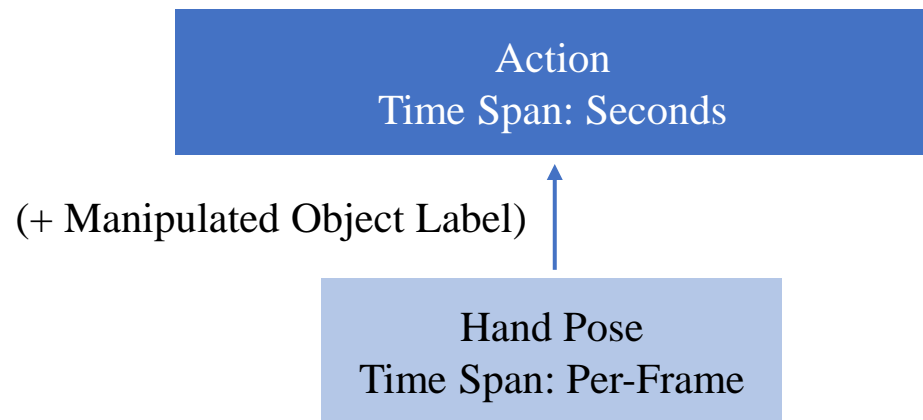 Action
Time Span: Seconds
(+ Manipulated Object Label)
Hand Pose
Time Span: Per-Frame